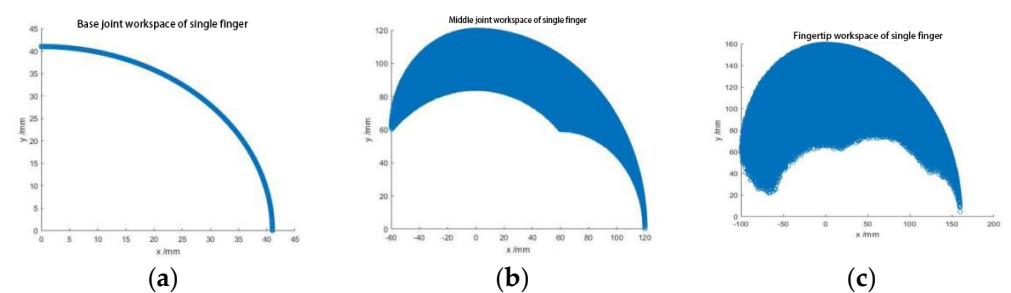 Base joint workspace of single finger
45
40
35
30
25
20
15
10
5
0
y /mm
0 5 10 15 20 25 30 35 40 45
x /mm
(a)
Middle joint workspace of single finger
120
100
80
60
40
20
0
y /mm
-60 -40 -20 0 20 40 60 80 100 120
x /mm
(b)
Fingertip workspace of single finger
160
140
120
100
80
60
40
20
0
y /mm
-100 -50 0 50 100 150 200
x /mm
(c)